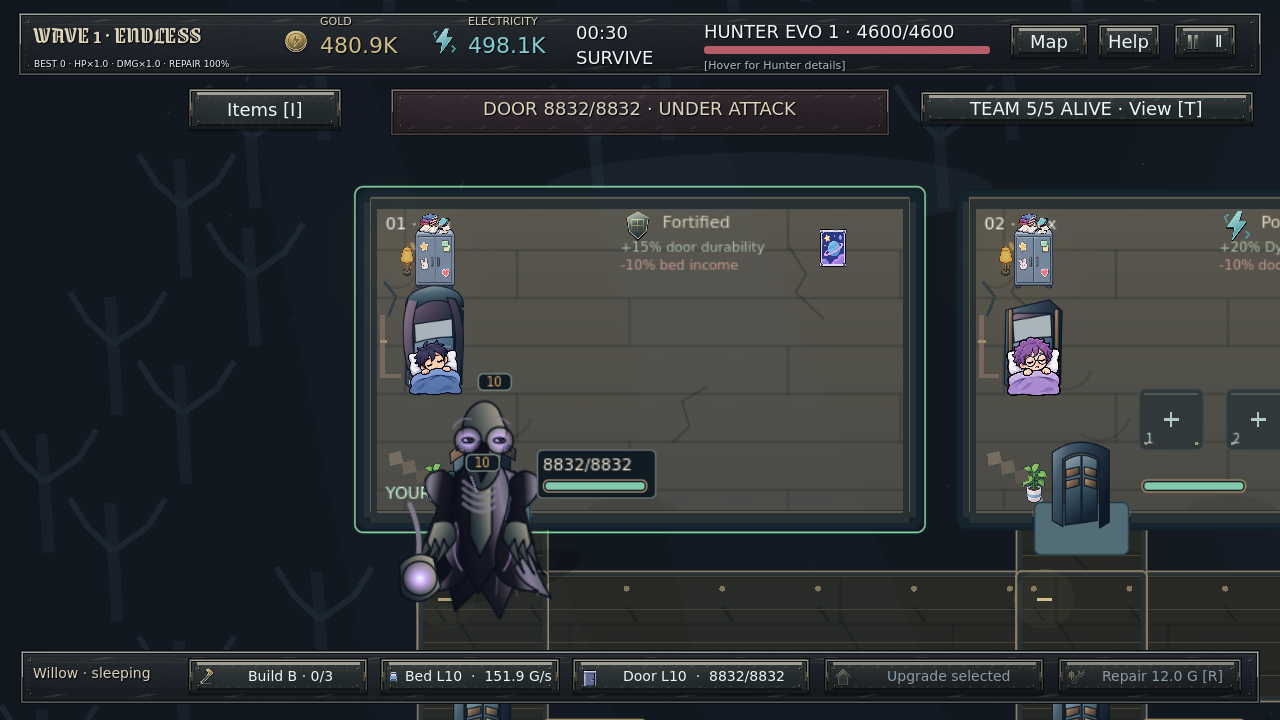 WAVE 1 · ENDLESS
BEST 0 · HP×1.0 · DMG×1.0 · REPAIR 100%
GOLD
480.9K
ELECTRICITY
498.1K
00:30
SURVIVE
HUNTER EVO 1 · 4600/4600
[Hover for Hunter details]
Map
Help
II
Items [I]
DOOR 8832/8832 · UNDER ATTACK
TEAM 5/5 ALIVE · View [T]
01 ·
Fortified
+15% door durability
-10% bed income
02 ·
+20% Dy
-10% doo
10
10
8832/8832
1
2
Willow · sleeping
Build B · 0/3
Bed L10 · 151.9 G/s
Door L10 · 8832/8832
Upgrade selected
Repair 12.0 G [R]